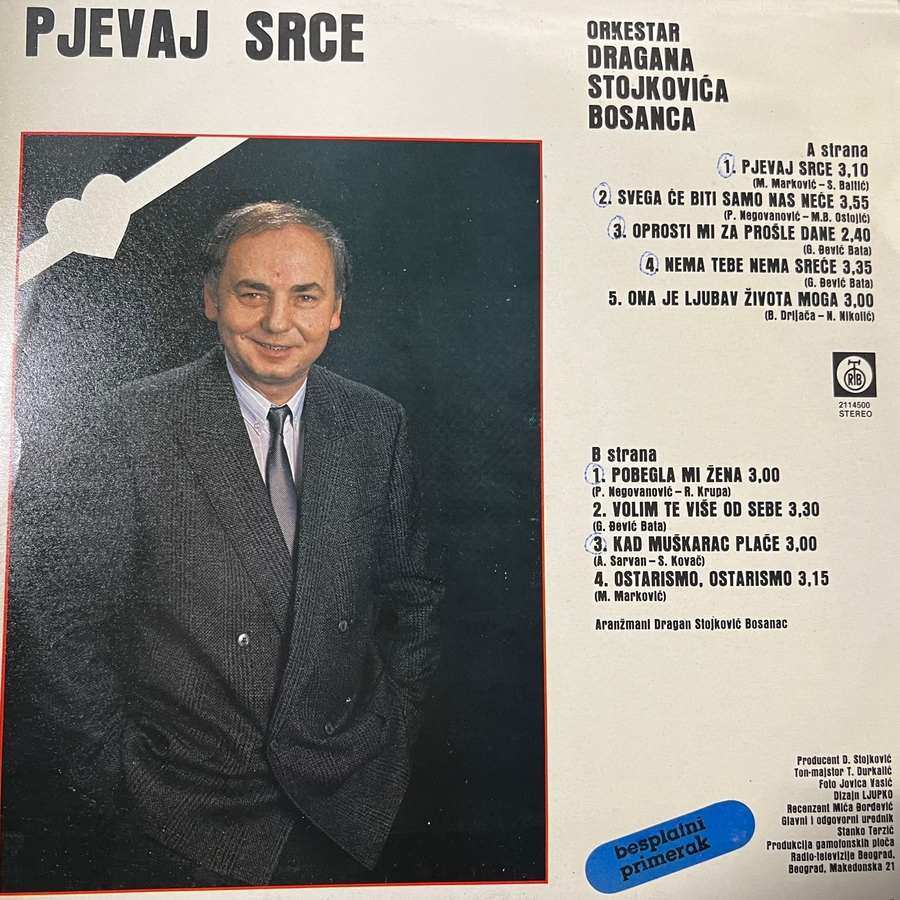 PJEVAJ SRCE
ORKESTAR
DRAGANA
STOJKOVIĆA
BOSANCA
A strana
1. PJEVAJ SRCE 3,10
(M. Marković – S. Baltić)
2. SVEGA ĆE BITI SAMO NAS NEĆE 3,55
(P. Negovanović – M.B. Ostojić)
3. OPROSTI MI ZA PROŠLE DANE 2,40
(G. Đević Bata)
4. NEMA TEBE NEMA SREĆE 3,35
(G. Đević Bata)
5. ONA JE LJUBAV ŽIVOTA MOGA 3,00
(B. Drljača – N. Nikolić)
RTB
2114500
STEREO
B strana
1. POBEGLA MI ŽENA 3,00
(P. Negovanović – R. Krupa)
2. VOLIM TE VIŠE OD SEBE 3,30
(G. Đević Bata)
3. KAD MUŠKARAC PLAČE 3,00
(A. Sarvan – S. Kovač)
4. OSTARISMO, OSTARISMO 3,15
(M. Marković)
Aranžmani Dragan Stojković Bosanac
Producent D. Stojković
Ton-majstor T. Durkalić
Foto Jovica Vasić
Dizajn LJUPKO
Recenzent Mića Đorđević
Glavni i odgovorni urednik
Stanko Terzić
Produkcija gamofonskih ploča
Radio-televizije Beograd,
Beograd, Makedonska 21
besplatni
primerak